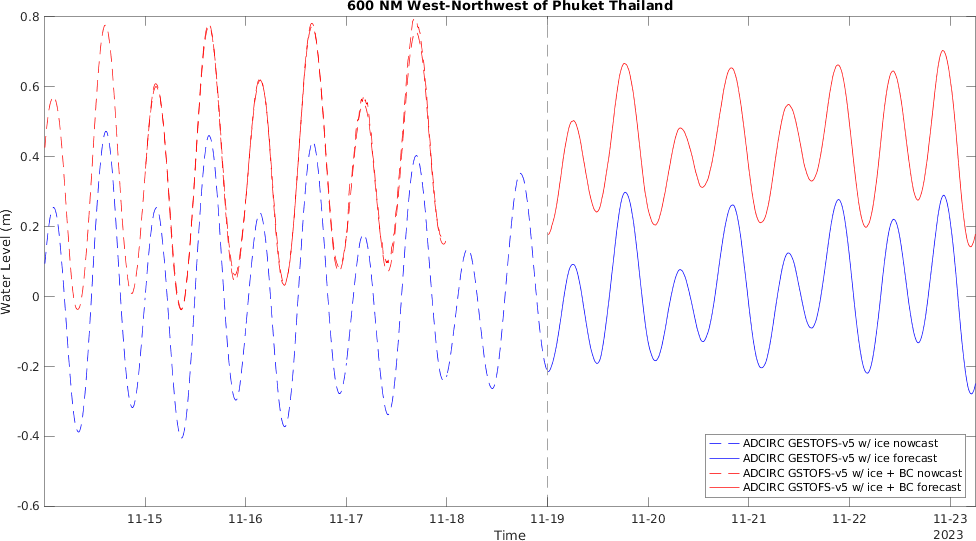 600 NM West-Northwest of Phuket Thailand
0.8
0.6
0.4
0.2
0
-0.2
-0.4
-0.6
Water Level (m)
11-15
11-16
11-17
11-18
11-19
11-20
11-21
11-22
11-23
2023
Time
ADCIRC GESTOFS-v5 w/ ice nowcast
ADCIRC GESTOFS-v5 w/ ice forecast
ADCIRC GSTOFS-v5 w/ ice + BC nowcast
ADCIRC GSTOFS-v5 w/ ice + BC forecast